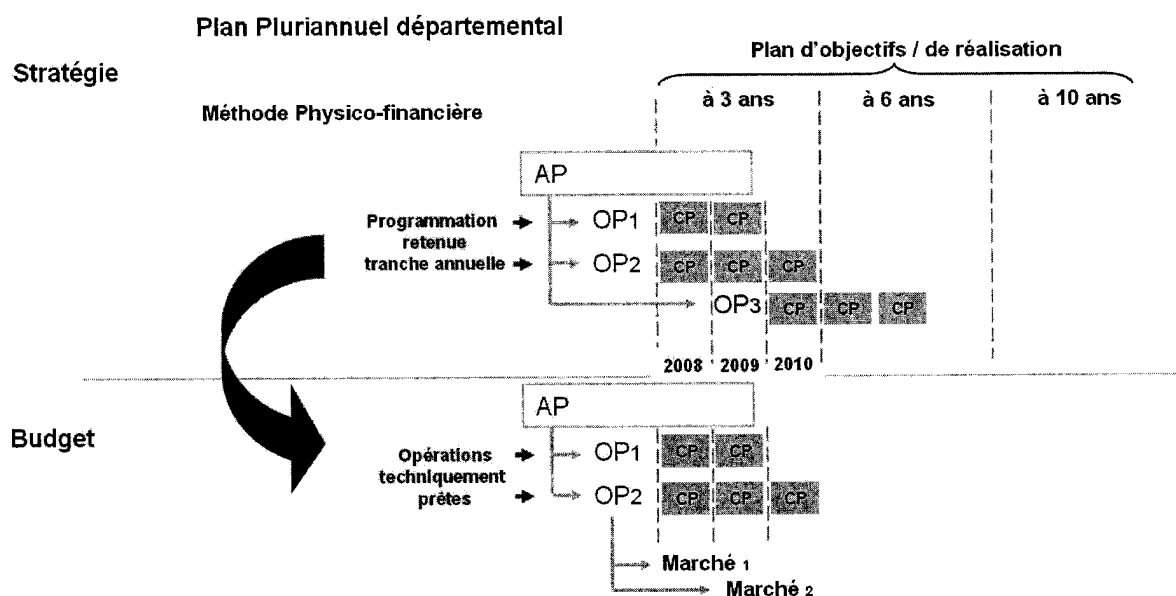 Plan Pluriannuel départemental
Plan d'objectifs / de réalisation
Stratégie
à 3 ans à 6 ans à 10 ans
Méthode Physico-financière
AP
Programmation
retenue
tranche annuelle
OP1 CP CP
OP2 CP CP CP
OP3 CP CP CP
2008 2009 2010
AP
Budget
Opérations
techniquement
prêtes
OP1 CP CP
OP2 CP CP CP
Marché 1
Marché 2